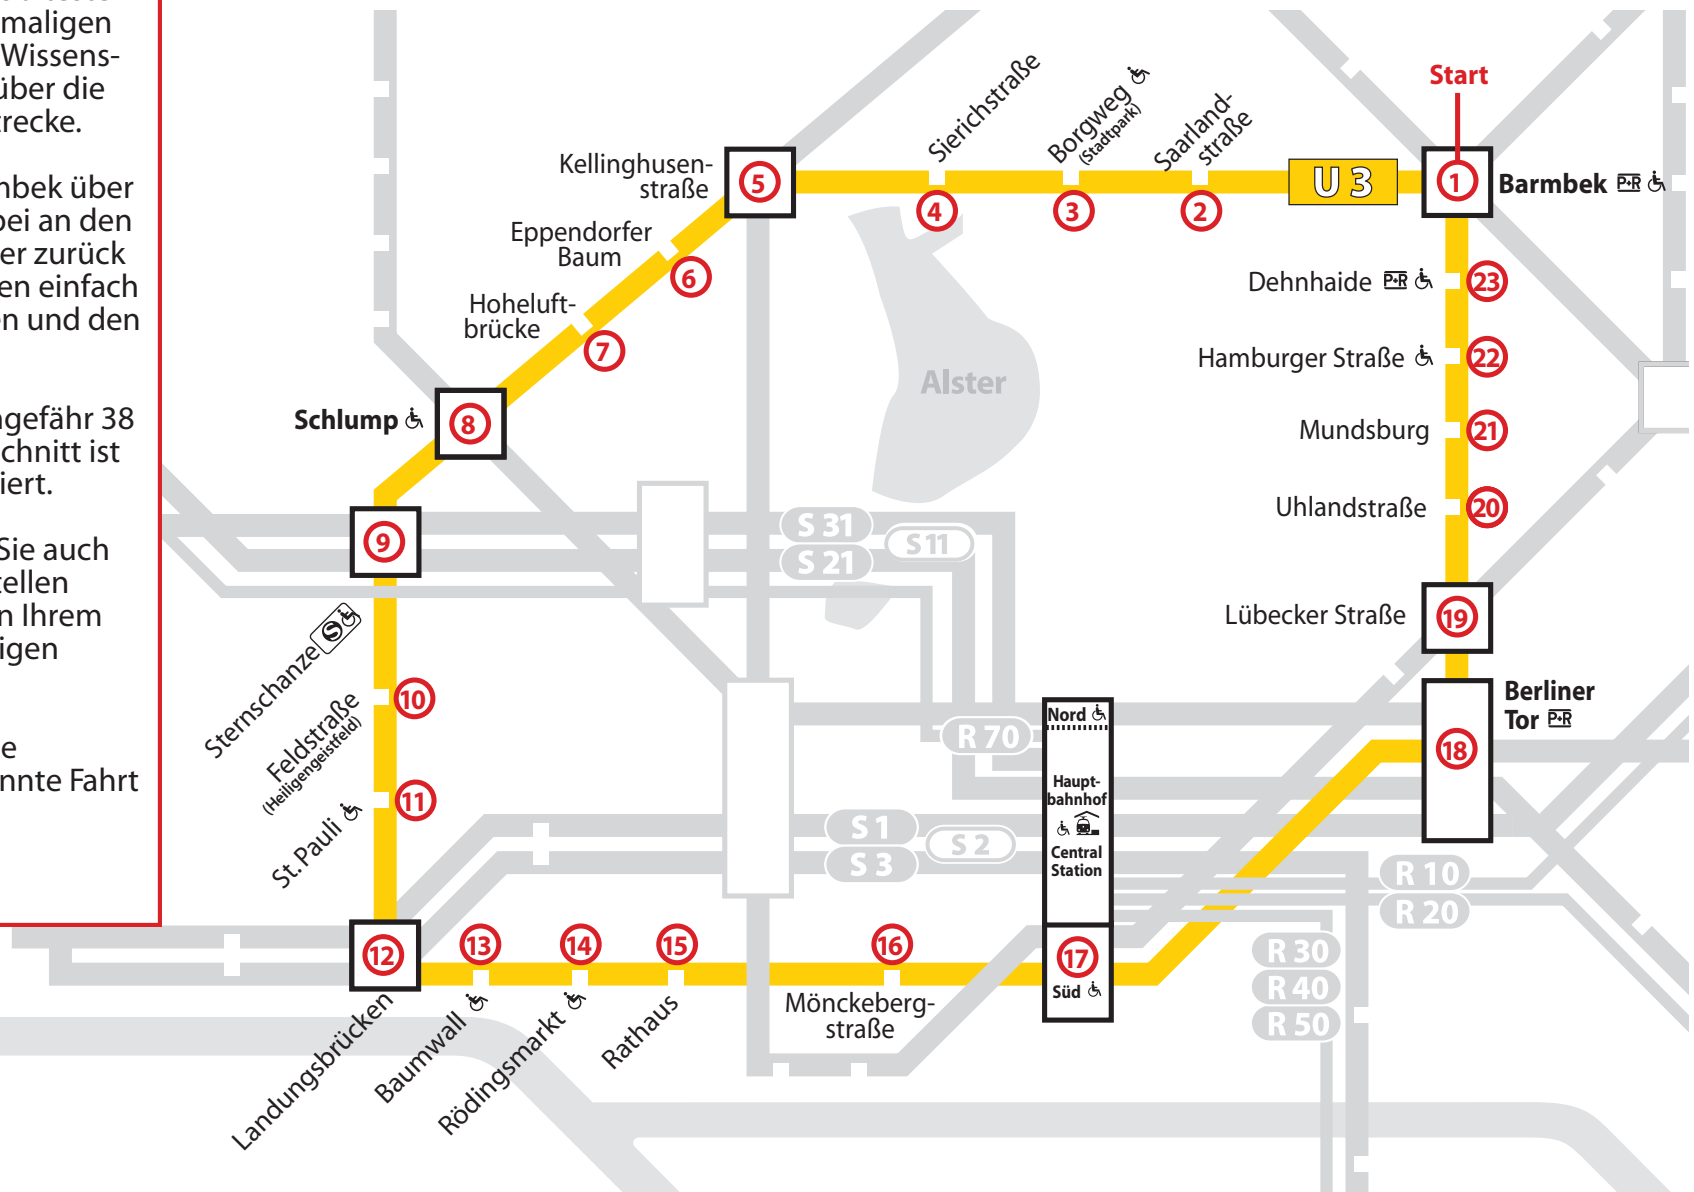 maligen
Wissens-
über die
trecke.
nbek über
bei an den
er zurück
en einfach
en und den
ngefähr 38
chnitt ist
iert.
Sie auch
tellen
n Ihrem
igen
e
nnte Fahrt
Start
U 3
1
Barmbek P+R
Saarland-
straße
2
Borgweg
(Stadtpark)
3
Sierichstraße
4
Kellinghusen-
straße
5
Eppendorfer
Baum
6
Hoheluft-
brücke
7
Schlump
8
9
Sternschanze S
Feldstraße
(Heiligengeistfeld)
10
St. Pauli
11
12
Landungsbrücken
13
Baumwall
14
Rödingsmarkt
15
Rathaus
16
Mönckeberg-
straße
Nord
Haupt-
bahnhof
Central
Station
17
Süd
18
Berliner
Tor P+R
19
Lübecker Straße
20
Uhlandstraße
21
Mundsburg
22
Hamburger Straße
23
Dehnhaide P+R
Alster
S 31
S 21
S 11
R 70
S 1
S 2
S 3
R 10
R 20
R 30
R 40
R 50